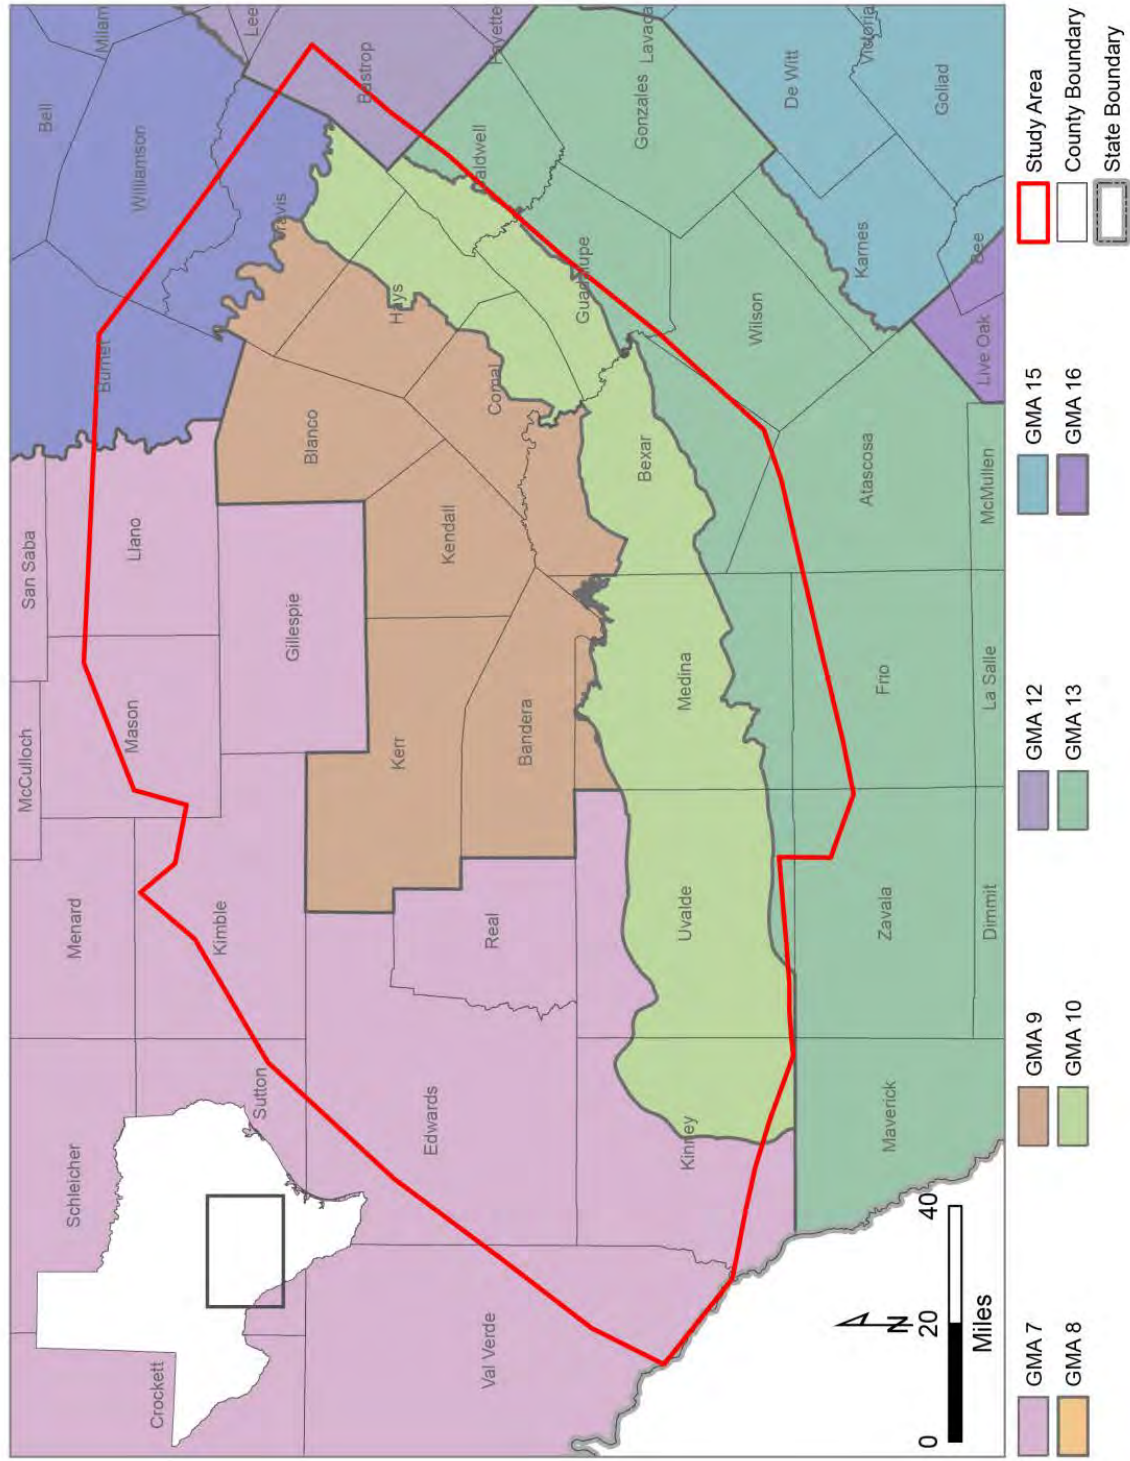 McCulloch
San Saba
Bell
Schleicher
Menard
Burnet
Milam
Mason
Llano
Williamson
Crockett
Kimble
Lee
Sutton
Travis
Gillespie
Blanco
Bastrop
Kerr
Hays
Edwards
Kendall
Caldwell
Val Verde
Real
Comal
Fayette
Bandera
Guadalupe
Gonzales
Bexar
Lavaca
Kinney
Uvalde
Medina
Wilson
De Witt
Karnes
Atascosa
Victoria
Frio
Zavala
Maverick
N
0 20 40
Miles
Goliad
Bee
Live Oak
McMullen
La Salle
Dimmit
GMA 7
GMA 8
GMA 9
GMA 10
GMA 12
GMA 13
GMA 15
GMA 16
Study Area
County Boundary
State Boundary